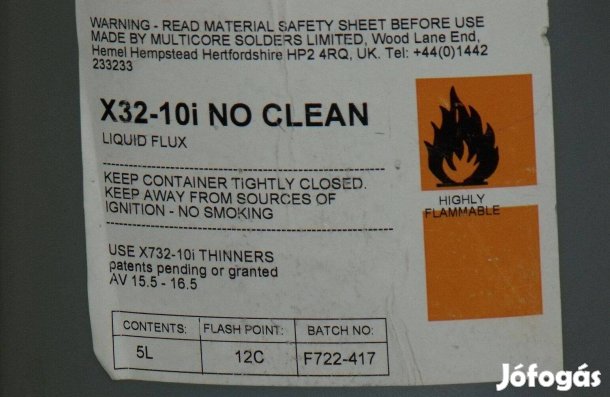 WARNING - READ MATERIAL SAFETY SHEET BEFORE USE
MADE BY MULTICORE SOLDERS LIMITED, Wood Lane End,
Hemel Hempstead Hertfordshire HP2 4RQ, UK. Tel: +44(0)1442
233233
X32-10i NO CLEAN
LIQUID FLUX
KEEP CONTAINER TIGHTLY CLOSED.
KEEP AWAY FROM SOURCES OF
IGNITION - NO SMOKING
HIGHLY
FLAMMABLE
USE X732-10i THINNERS
patents pending or granted
AV 15.5 - 16.5
CONTENTS: FLASH POINT: BATCH NO:
5L 12C F722-417
Jófogás